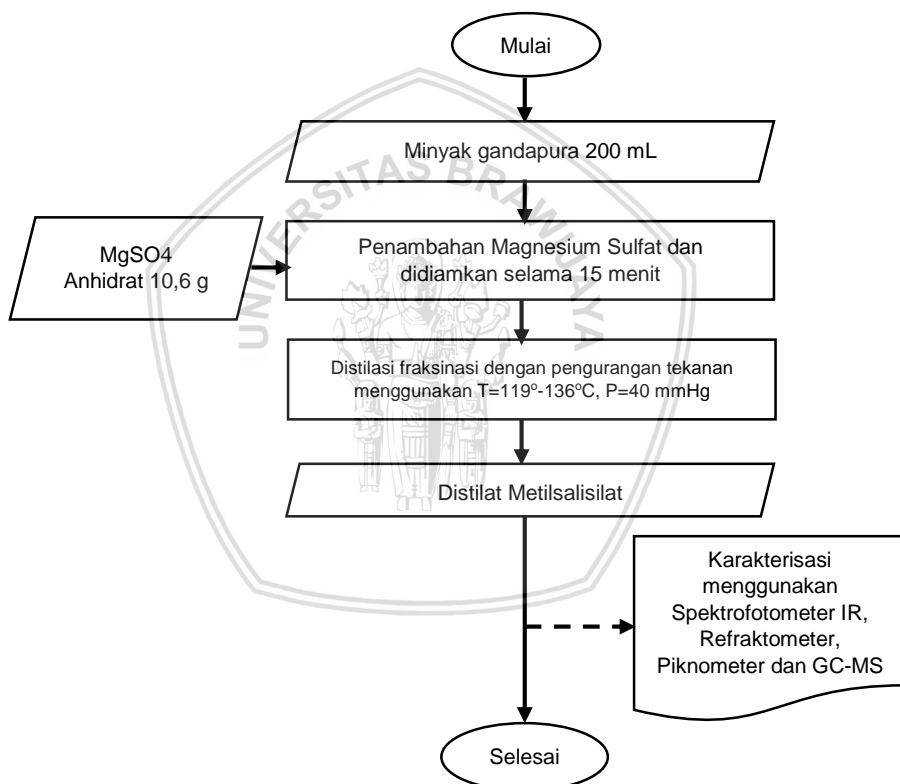 Mulai
Minyak gandapura 200 mL
UNIVERSITAS BRAWIJAYA
MgSO4
Anhidrat 10,6 g
Penambahan Magnesium Sulfat dan
didiamkan selama 15 menit
Distilasi fraksinasi dengan pengurangan tekanan
menggunakan T=119º-136ºC, P=40 mmHg
Distilat Metilsalisilat
Karakterisasi
menggunakan
Spektrofotometer IR,
Refraktometer,
Piknometer dan GC-MS
Selesai